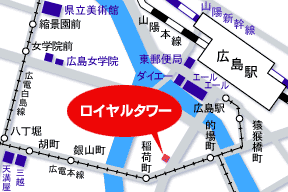 県立美術館
縮景園前
女学院前
広島女学院
広電白島線
八丁堀
胡町
銀山町
広電本線
天満屋
三越
山陽本線
山陽新幹線
東郵便局
ダイエー
エールエール
広島駅
広島駅
ロイヤルタワー
稲荷町
的場町
猿猴橋町